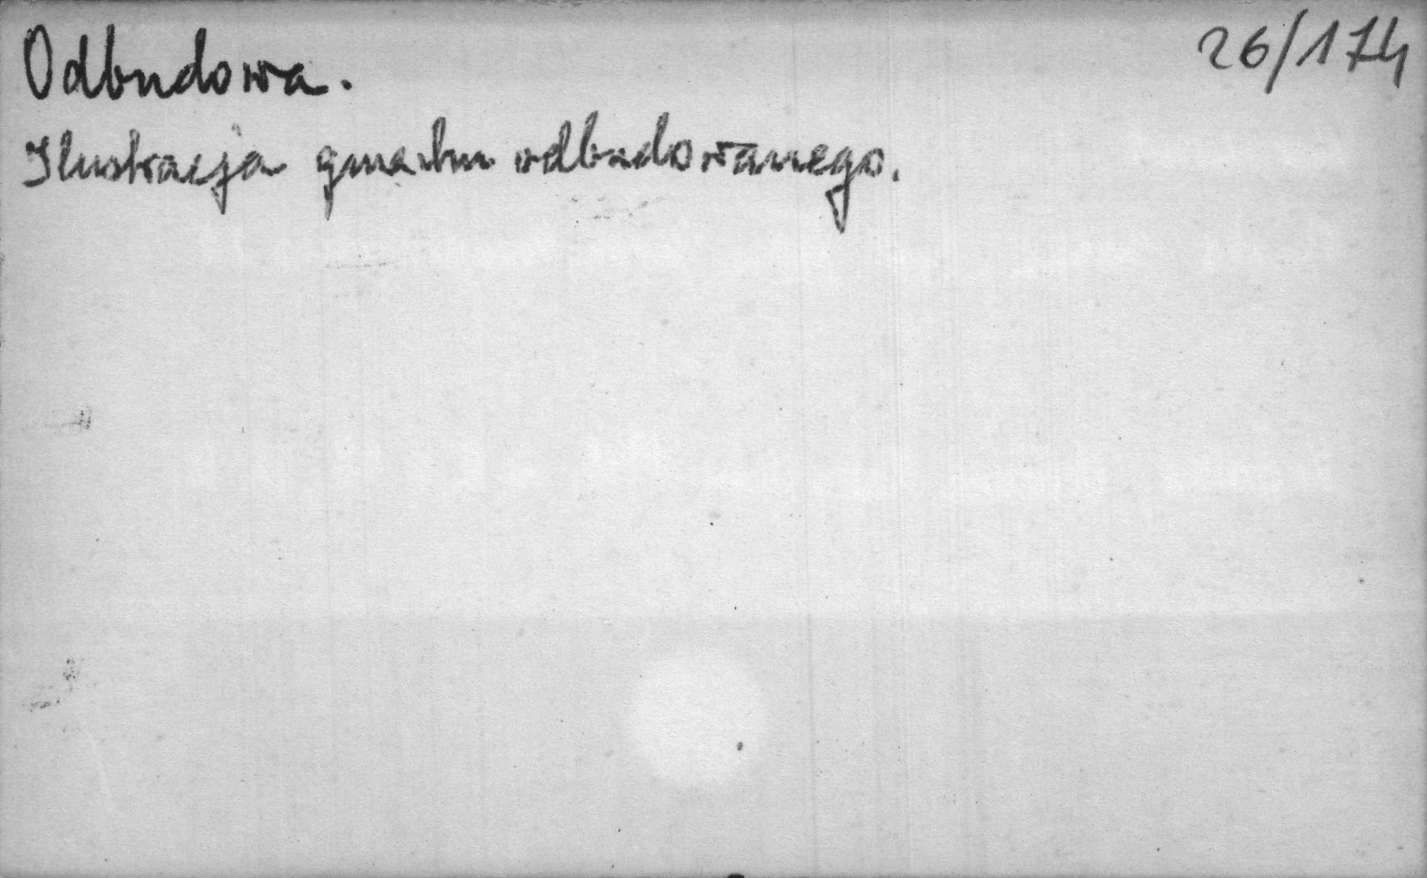 Odbudowa. 26/174
Ilustracja gmachu odbudowanego.